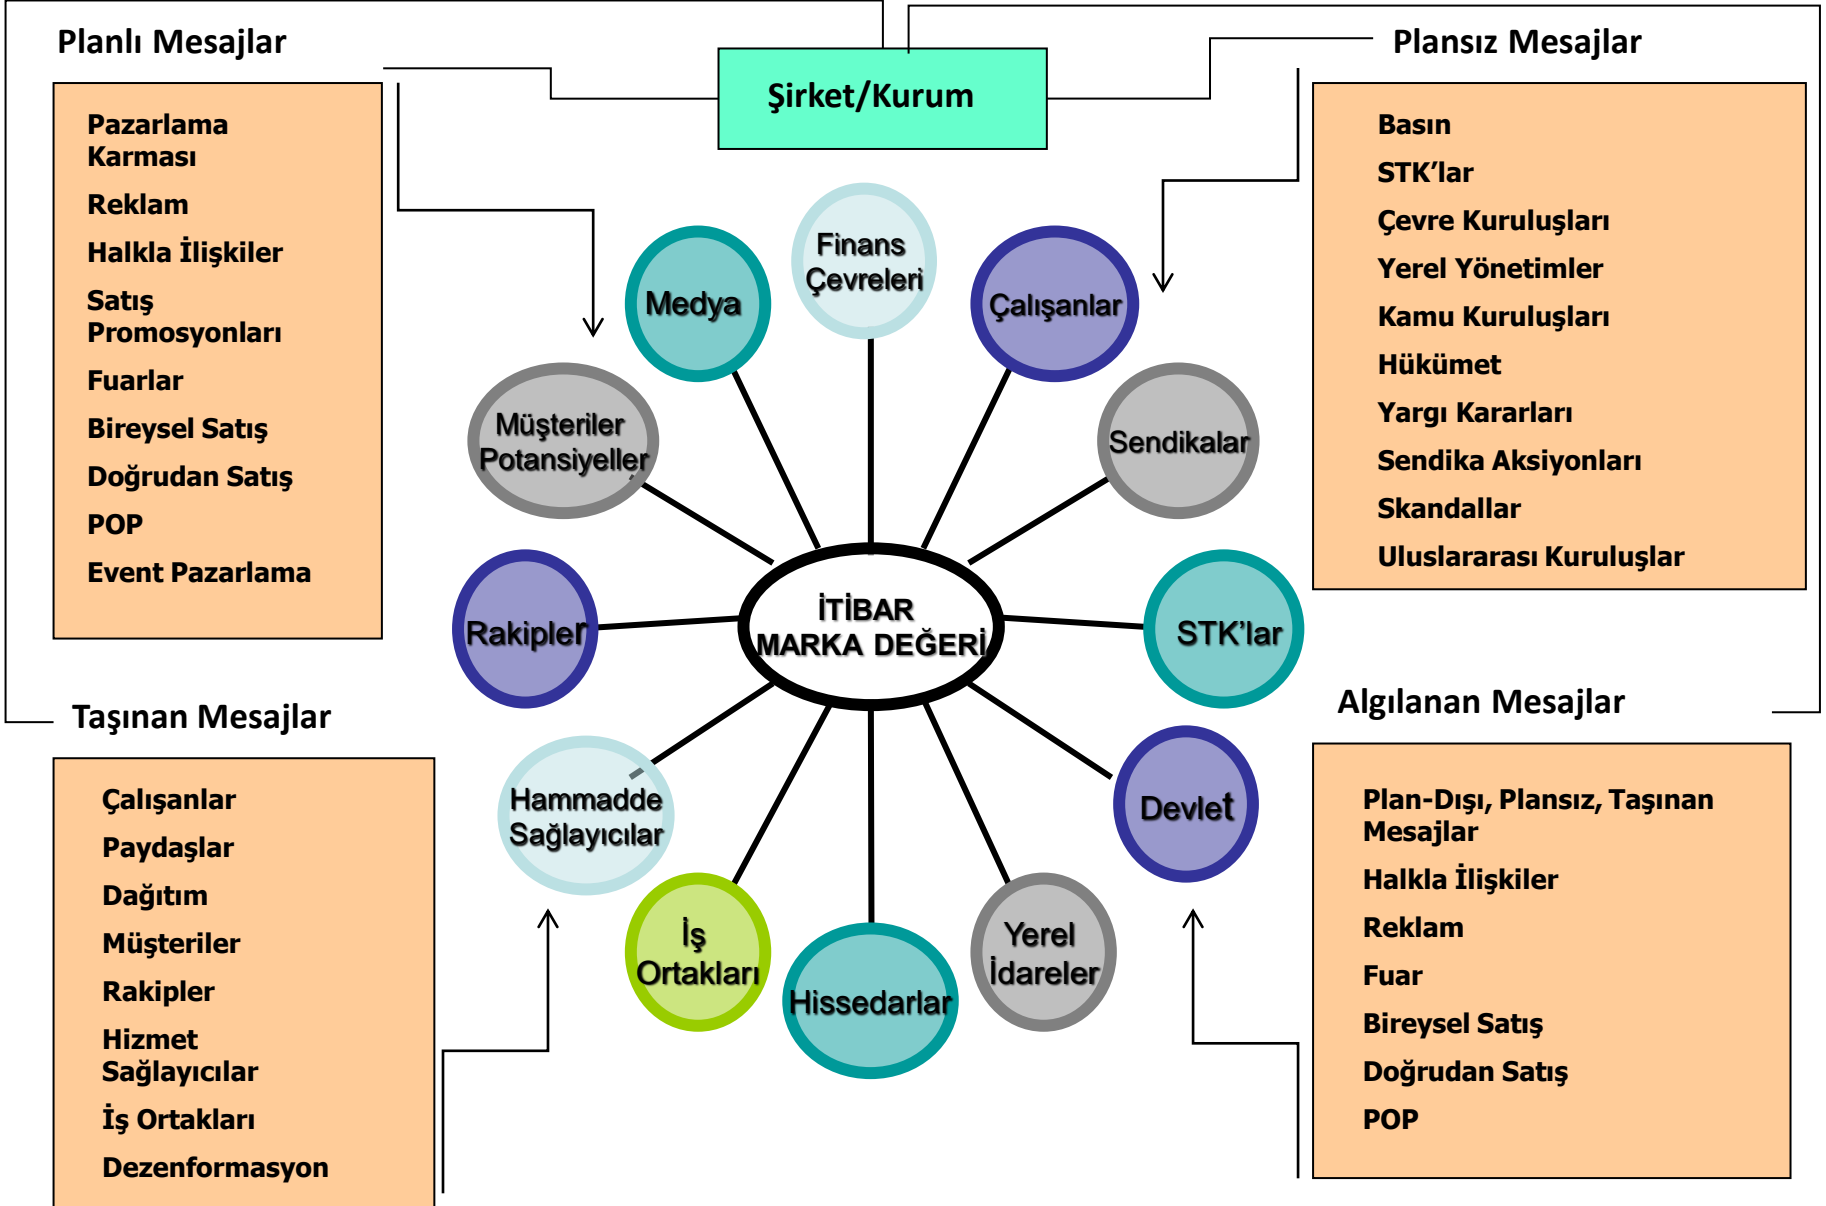 Planlı Mesajlar
Şirket/Kurum
Plansız Mesajlar
Pazarlama
Karması
Reklam
Halkla İlişkiler
Satış
Promosyonları
Fuarlar
Bireysel Satış
Doğrudan Satış
POP
Event Pazarlama
Basın
STK’lar
Çevre Kuruluşları
Yerel Yönetimler
Kamu Kuruluşları
Hükümet
Yargı Kararları
Sendika Aksiyonları
Skandallar
Uluslararası Kuruluşlar
Finans
Çevreleri
Medya
Çalışanlar
Müşteriler
Potansiyeller
Sendikalar
Rakipler
İTİBAR
MARKA DEĞERİ
STK’lar
Hammadde
Sağlayıcılar
Devlet
İş
Ortakları
Hissedarlar
Yerel
İdareler
Taşınan Mesajlar
Çalışanlar
Paydaşlar
Dağıtım
Müşteriler
Rakipler
Hizmet
Sağlayıcılar
İş Ortakları
Dezenformasyon
Algılanan Mesajlar
Plan-Dışı, Plansız, Taşınan
Mesajlar
Halkla İlişkiler
Reklam
Fuar
Bireysel Satış
Doğrudan Satış
POP